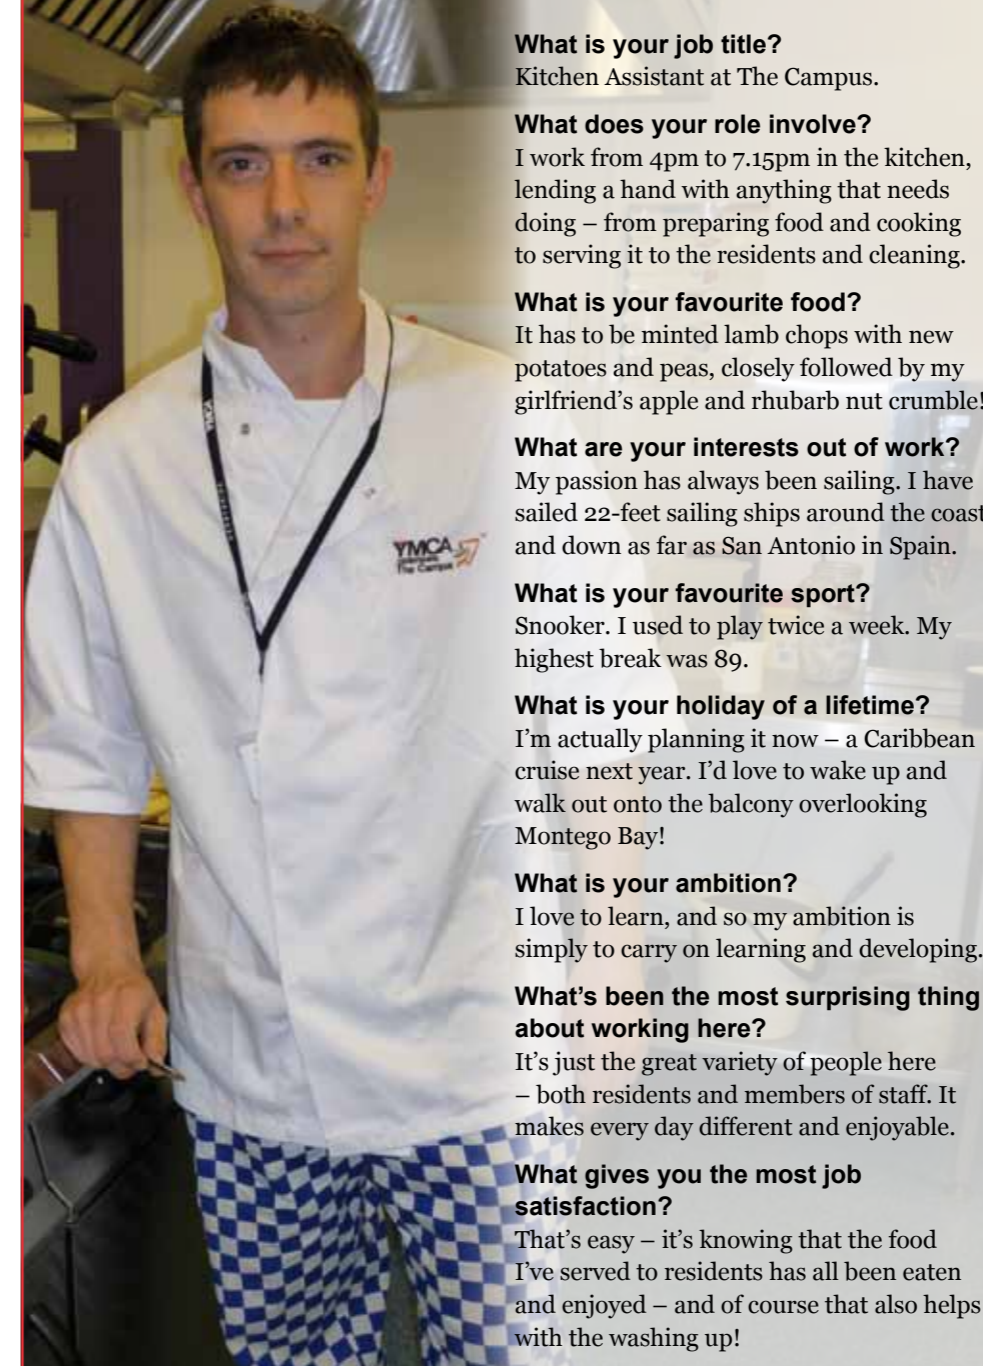 What is your job title?
Kitchen Assistant at The Campus.
What does your role involve?
I work from 4pm to 7.15pm in the kitchen,
lending a hand with anything that needs
doing – from preparing food and cooking
to serving it to the residents and cleaning.
What is your favourite food?
It has to be minted lamb chops with new
potatoes and peas, closely followed by my
girlfriend's apple and rhubarb nut crumble!
What are your interests out of work?
My passion has always been sailing. I have
sailed 22-feet sailing ships around the coast
and down as far as San Antonio in Spain.
What is your favourite sport?
Snooker. I used to play twice a week. My
highest break was 89.
What is your holiday of a lifetime?
I'm actually planning it now – a Caribbean
cruise next year. I'd love to wake up and
walk out onto the balcony overlooking
Montego Bay!
What is your ambition?
I love to learn, and so my ambition is
simply to carry on learning and developing.
What's been the most surprising thing
about working here?
It's just the great variety of people here
– both residents and members of staff. It
makes every day different and enjoyable.
What gives you the most job
satisfaction?
That's easy – it's knowing that the food
I've served to residents has all been eaten
and enjoyed – and of course that also helps
with the washing up!
YMCA
YMCA
The Campus